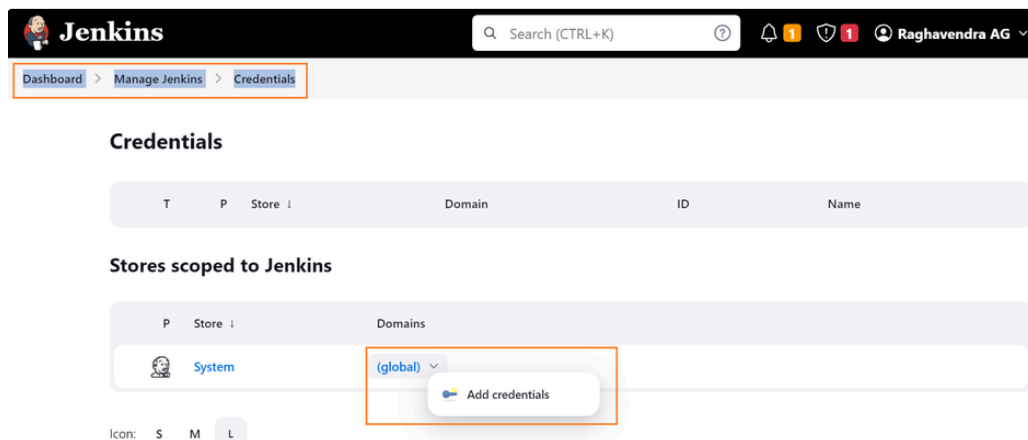 Jenkins
Search (CTRL+K)
1
1
Raghavendra AG
Dashboard > Manage Jenkins > Credentials
Credentials
T P Store ↓ Domain ID Name
Stores scoped to Jenkins
P Store ↓ Domains
System (global)
Add credentials
Icon: S M L